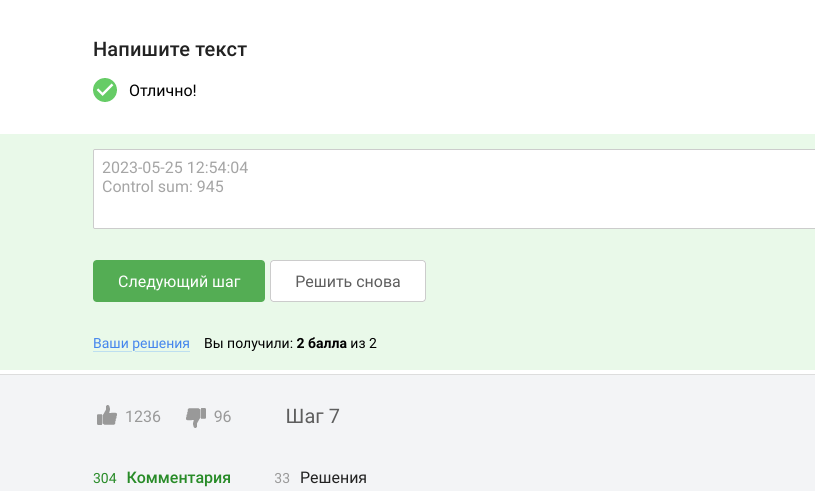 Напишите текст
Отлично!
2023-05-25 12:54:04
Control sum: 945
Следующий шаг Решить снова
Ваши решения Вы получили: 2 балла из 2
1236 96 Шаг 7
304 Комментария 33 Решения